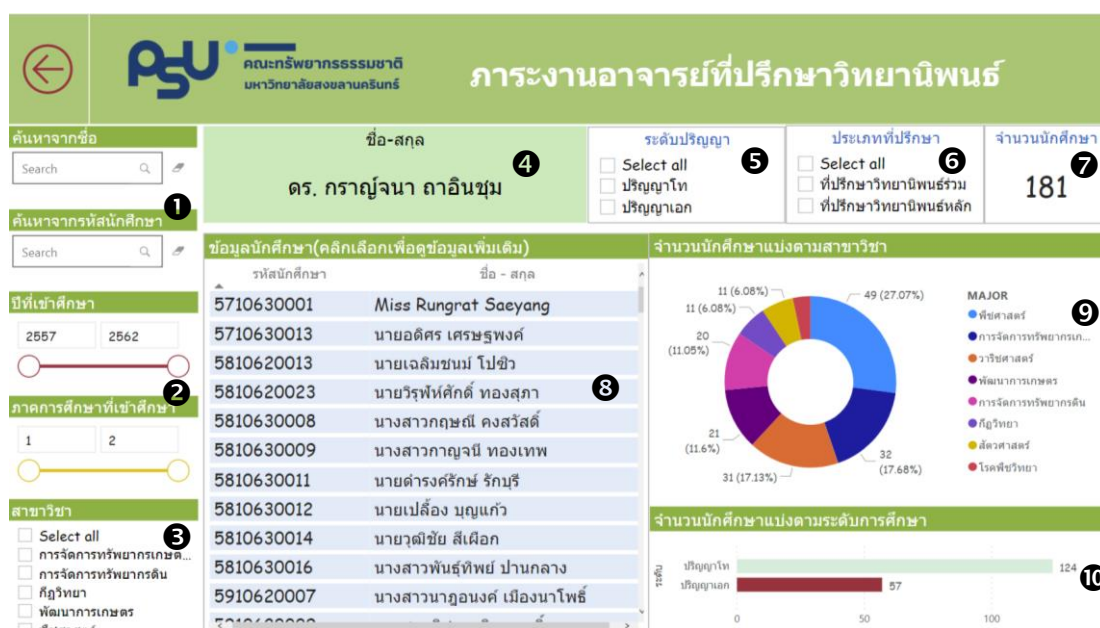 PSU
คณะทรัพยากรธรรมชาติ
มหาวิทยาลัยสงขลานครินทร์
ภาระงานอาจารย์ที่ปรึกษาวิทยานิพนธ์
ค้นหาจากชื่อ
Search
❶
ค้นหาจากรหัสนักศึกษา
Search
ปีที่เข้าศึกษา
2557 2562
❷
ภาคการศึกษาที่เข้าศึกษา
1 2
สาขาวิชา
❸
Select all
การจัดการทรัพยากรเกษต...
การจัดการทรัพยากรดิน
กีฏวิทยา
พัฒนาการเกษตร
ชื่อ-สกุล
❹
ดร. กราญ์จนา ถาอินชุม
ระดับปริญญา
❺
Select all
ปริญญาโท
ปริญญาเอก
ประเภทที่ปรึกษา
❻
Select all
ที่ปรึกษาวิทยานิพนธ์ร่วม
ที่ปรึกษาวิทยานิพนธ์หลัก
จำนวนนักศึกษา
❼
181
ข้อมูลนักศึกษา(คลิกเลือกเพื่อดูข้อมูลเพิ่มเติม)
รหัสนักศึกษา ชื่อ - สกุล
5710630001 Miss Rungrat Saeyang
5710630013 นายอดิศร เศรษฐพงค์
5810620013 นายเฉลิมชนม์ โปชิว
5810620023 นายวิรุฬห์ศักดิ์ ทองสุภา
❽
5810630008 นางสาวกฤษณี คงสวัสดิ์
5810630009 นางสาวกาญจนี ทองเทพ
5810630011 นายดำรงค์รักษ์ รักบุรี
5810630012 นายเปลื้อง บุญแก้ว
5810630014 นายวุฒิชัย สีเผือก
5810630016 นางสาวพันธุ์ทิพย์ ปานกลาง
5910620007 นางสาวนาฎอนงค์ เมืองนาโพธิ์
จำนวนนักศึกษาแบ่งตามสาขาวิชา
11 (6.08%)
11 (6.08%)
20
(11.05%)
21
(11.6%)
31 (17.13%)
32
(17.68%)
49 (27.07%)
MAJOR
❾
พืชศาสตร์
การจัดการทรัพยากรเก...
วาริชศาสตร์
พัฒนาการเกษตร
การจัดการทรัพยากรดิน
กีฏวิทยา
สัตวศาสตร์
โรคพืชวิทยา
จำนวนนักศึกษาแบ่งตามระดับการศึกษา
ระดับ
ปริญญาโท 124
ปริญญาเอก 57
❿
0 50 100